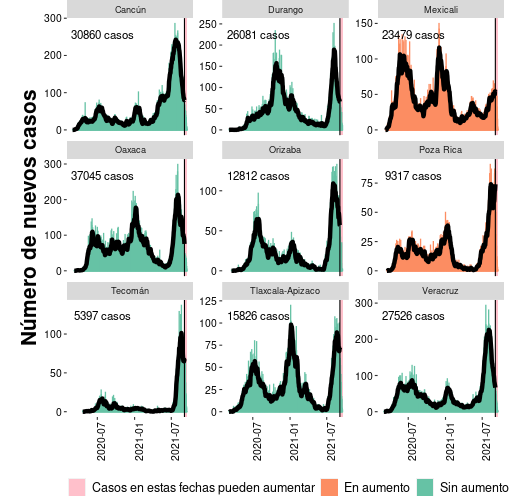 Número de nuevos casos
Cancún
Durango
Mexicali
300
200
100
0
30860 casos
250
200
150
100
50
0
26081 casos
150
100
50
0
23479 casos
Oaxaca
Orizaba
Poza Rica
300
200
100
0
37045 casos
100
50
0
12812 casos
75
50
25
0
9317 casos
Tecomán
Tlaxcala-Apizaco
Veracruz
100
50
0
5397 casos
125
100
75
50
25
0
15826 casos
300
200
100
0
27526 casos
2020-07
2021-01
2021-07
2020-07
2021-01
2021-07
2020-07
2021-01
2021-07
Casos en estas fechas pueden aumentar
En aumento
Sin aumento